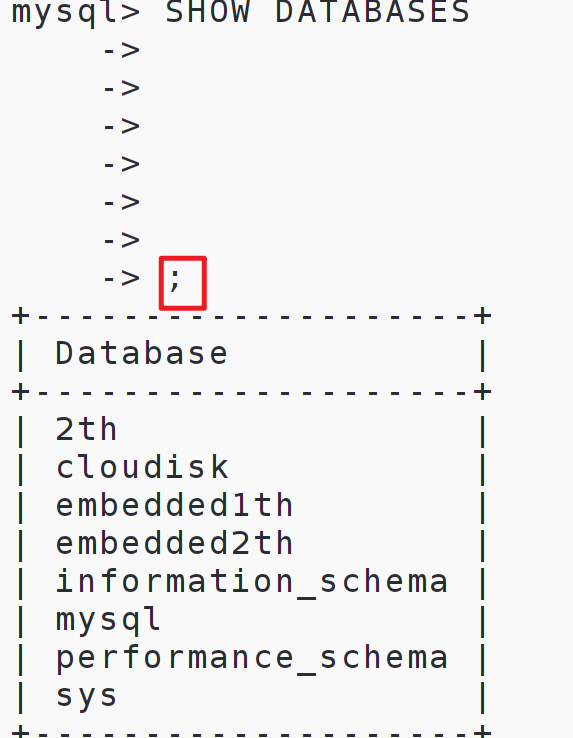 mysql> SHOW DATABASES
    ->
    ->
    ->
    ->
    ->
    ->
    -> ;
+--------------------+
| Database           |
+--------------------+
| 2th                |
| cloudisk           |
| embedded1th        |
| embedded2th        |
| information_schema |
| mysql              |
| performance_schema |
| sys                |
+--------------------+